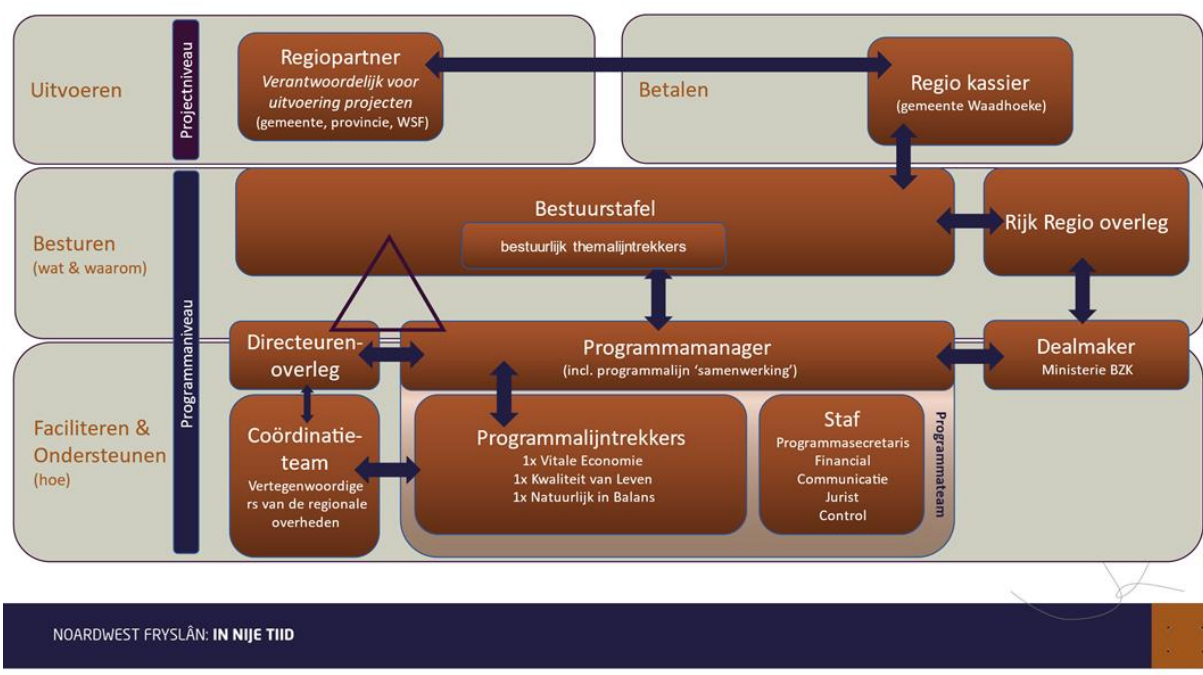 Uitvoeren
Projectniveau
Regiopartner
Verantwoordelijk voor
uitvoering projecten
(gemeente, provincie, WSF)
Betalen
Regio kassier
(gemeente Waadhoeke)
Besturen
(wat & waarom)
Programmaniveau
Bestuurstafel
bestuurlijk themalijntrekkers
Rijk Regio overleg
Faciliteren &
Ondersteunen
(hoe)
Directeuren-
overleg
Programmamanager
(incl. programmalijn ‘samenwerking’)
Dealmaker
Ministerie BZK
Coördinatie-
team
Vertegenwoordige
rs van de regionale
overheden
Programmalijntrekkers
1x Vitale Economie
1x Kwaliteit van Leven
1x Natuurlijk in Balans
Staf
Programmasecretaris
Financial
Communicatie
Jurist
Control
Programmateam
NOARDWEST FRYSLÂN: IN NIJE TIID